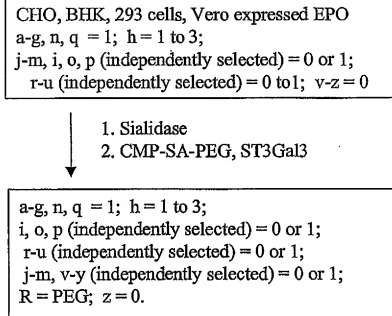 CHO, BHK, 293 cells, Vero expressed EPO
a-g, n, q = 1; h = 1 to 3;
j-m, i, o, p (independently selected) = 0 or 1;
r-u (independently selected) = 0 to1; v-z = 0
1. Sialidase
2. CMP-SA-PEG, ST3Gal3
a-g, n, q = 1; h = 1 to 3;
i, o, p (independently selected) = 0 or 1;
r-u (independently selected) = 0 or 1;
j-m, v-y (independently selected) = 0 or 1;
R = PEG; z = 0.